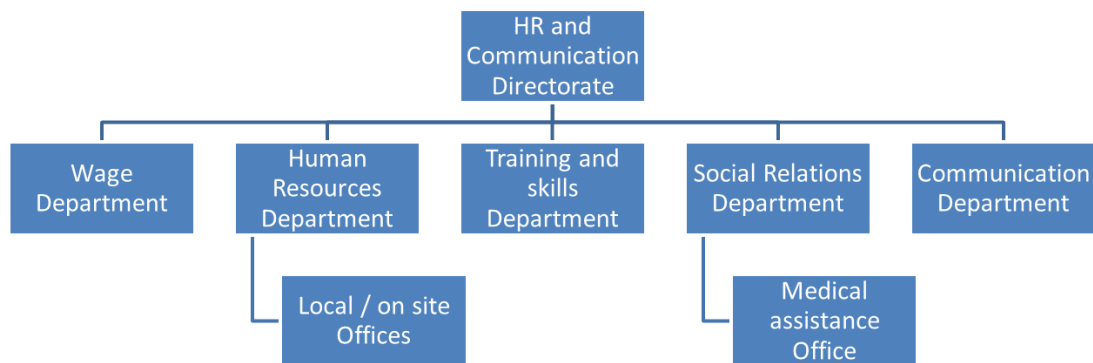 HR and
Communication
Directorate
Wage
Department
Human
Resources
Department
Training and
skills
Department
Social Relations
Department
Communication
Department
Local / on site
Offices
Medical
assistance
Office